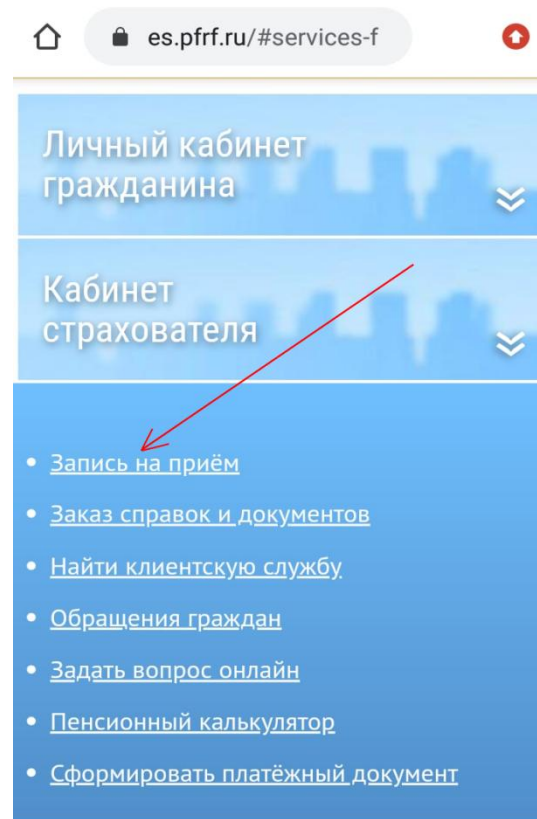 es.pfrf.ru/#services-f
Личный кабинет
гражданина
Кабинет
страхователя
Запись на приём
Заказ справок и документов
Найти клиентскую службу
Обращения граждан
Задать вопрос онлайн
Пенсионный калькулятор
Сформировать платёжный документ